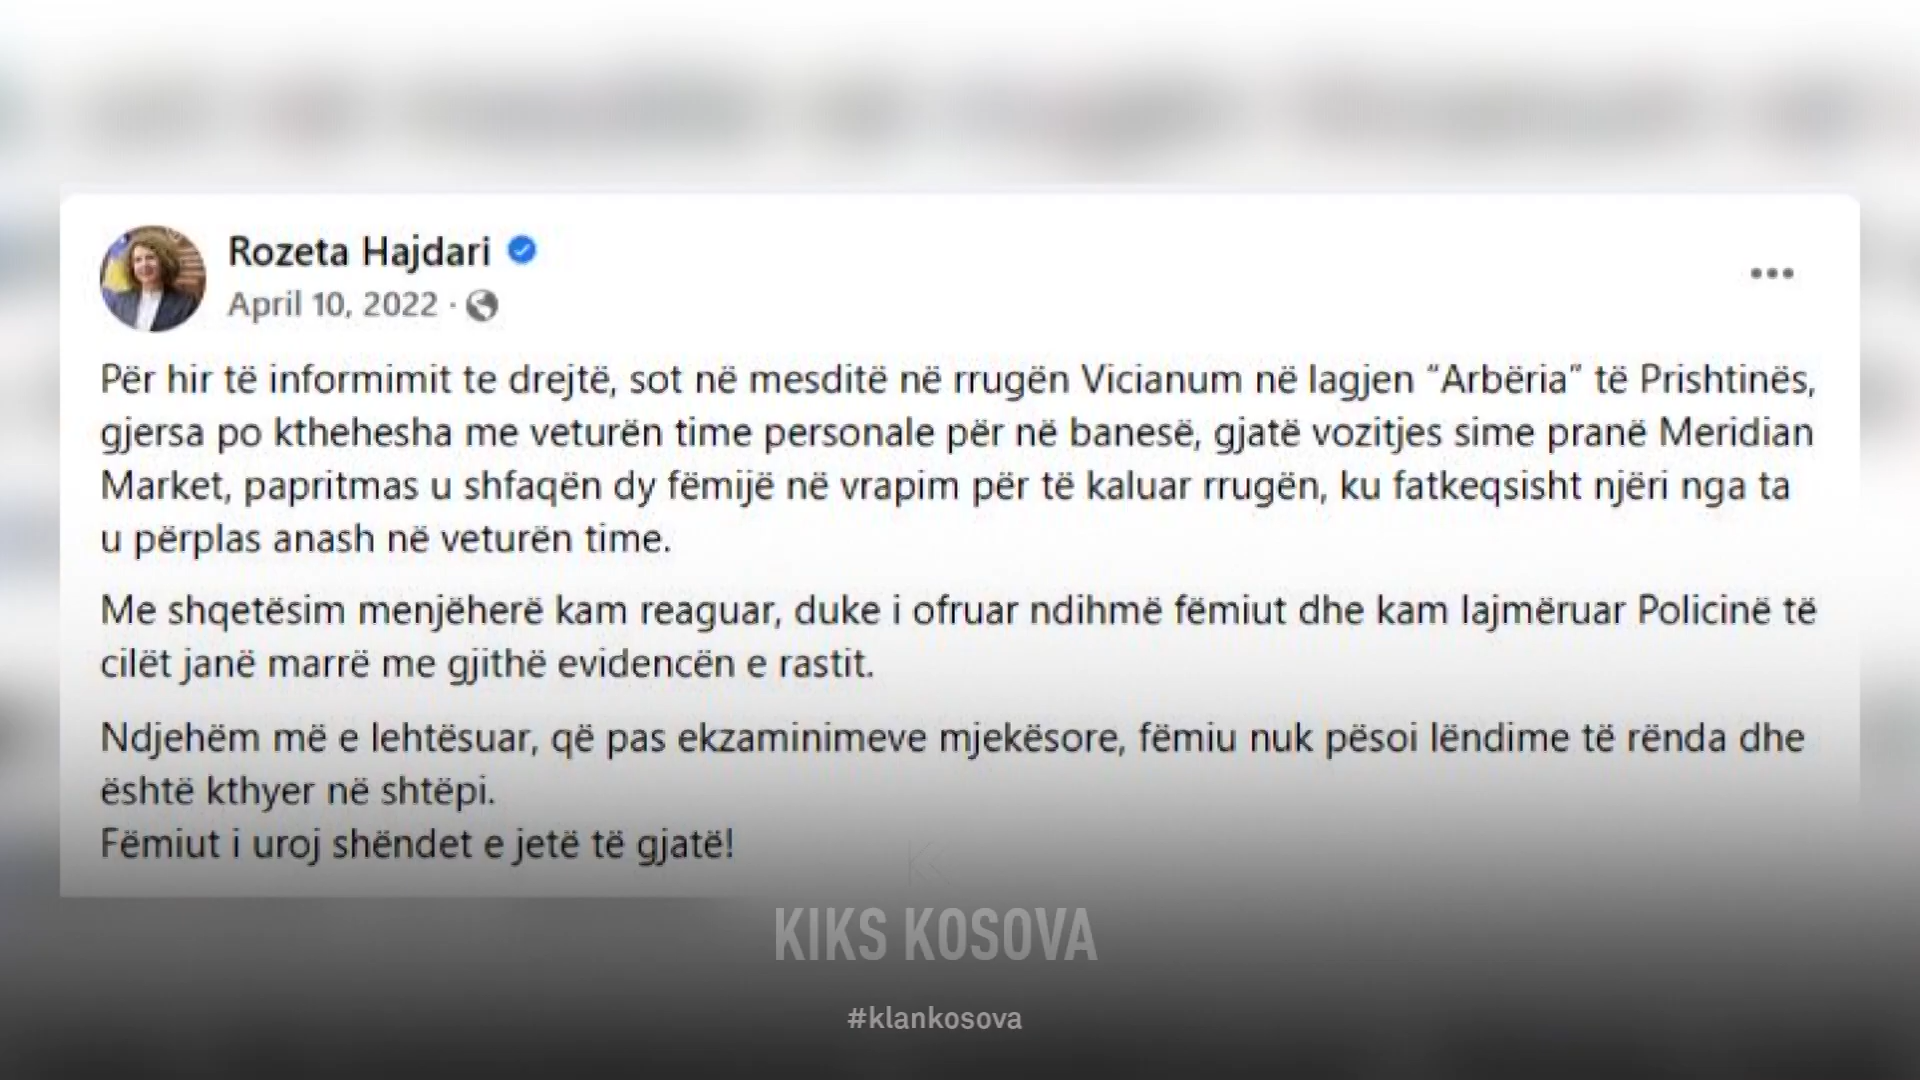 Rozeta Hajdari
April 10, 2022 ·
Për hir të informimit te drejtë, sot në mesditë në rrugën Vicianum në lagjen “Arbëria” të Prishtinës,
gjersa po kthehesha me veturën time personale për në banesë, gjatë vozitjes sime pranë Meridian
Market, papritmas u shfaqën dy fëmijë në vrapim për të kaluar rrugën, ku fatkeqsisht njëri nga ta
u përplas anash në veturën time.
Me shqetësim menjëherë kam reaguar, duke i ofruar ndihmë fëmiut dhe kam lajmëruar Policinë të
cilët janë marrë me gjithë evidencën e rastit.
Ndjehëm më e lehtësuar, që pas ekzaminimeve mjekësore, fëmiu nuk pësoi lëndime të rënda dhe
është kthyer në shtëpi.
Fëmiut i uroj shëndet e jetë të gjatë!
KIKS KOSOVA
#klankosova